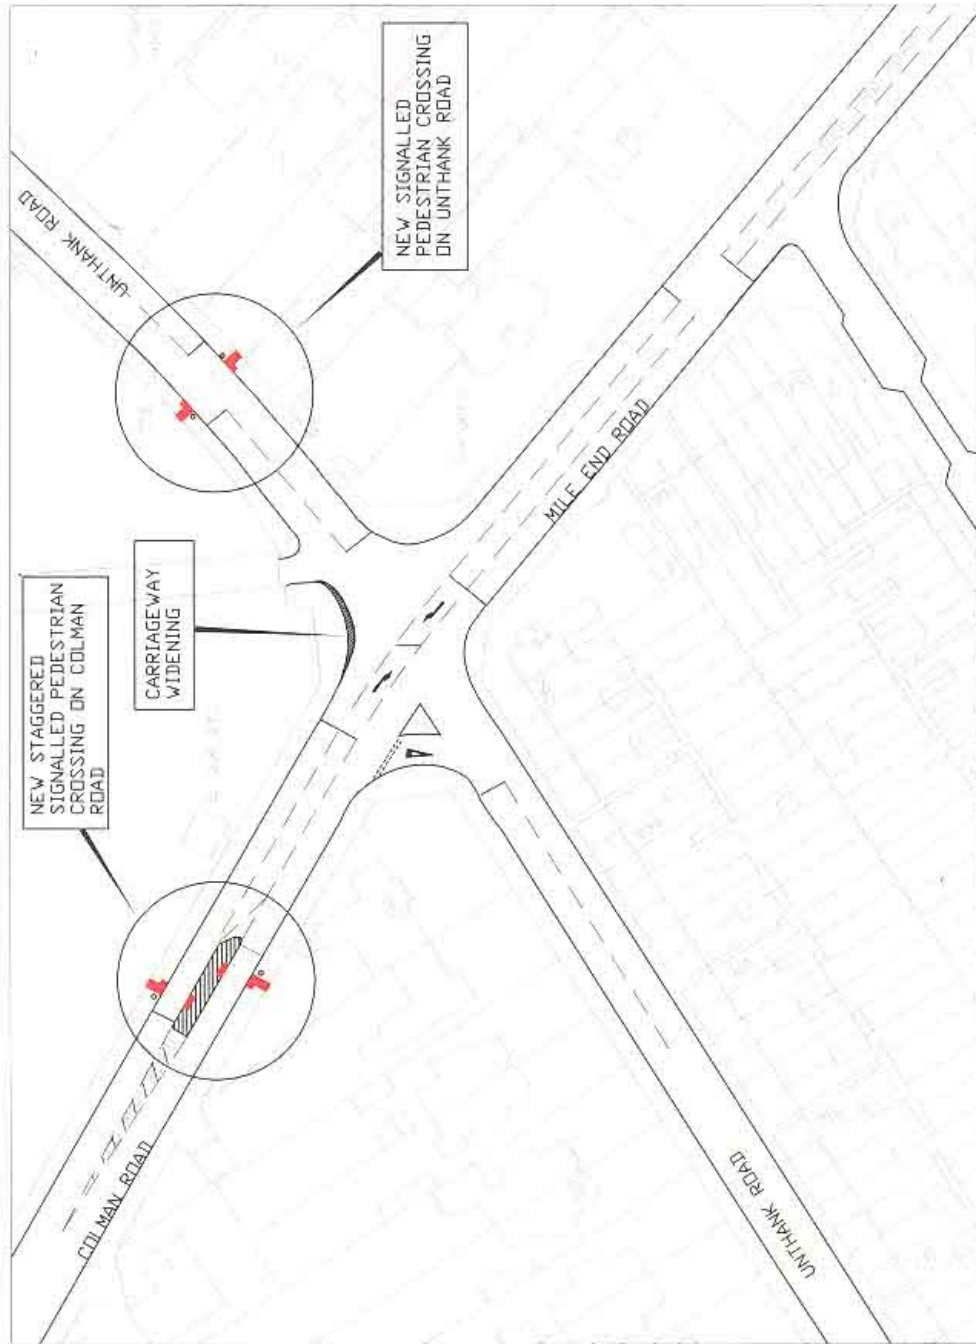 NEW STAGGERED
SIGNALLED PEDESTRIAN
CROSSING ON COLMAN
ROAD
CARRIAGEWAY
WIDENING
NEW SIGNALLED
PEDESTRIAN CROSSING
ON UNTHANK ROAD
COLMAN ROAD
UNTHANK ROAD
MILE END ROAD
UNTHANK ROAD